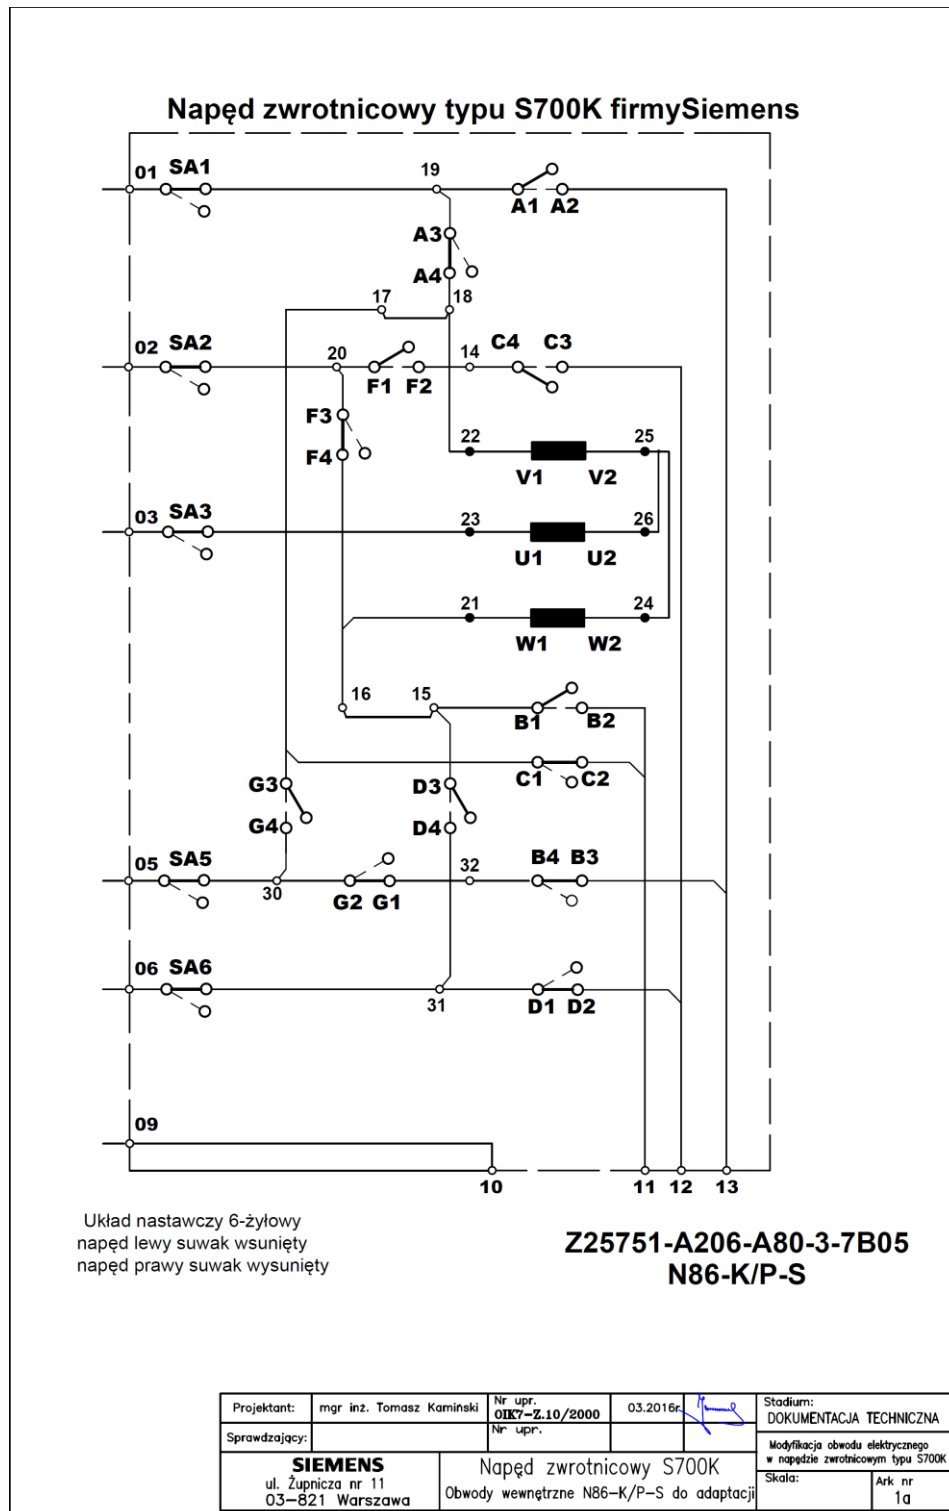 Napęd zwrotnicowy typu S700K firmySiemens
01 SA1 19 A1 A2
A3
A4
17 18
02 SA2 20 F1 F2 14 C4 C3
F3
F4
22 V1 V2 25
03 SA3 23 U1 U2 26
21 W1 W2 24
16 15 B1 B2
C1 C2
G3 D3
G4 D4
05 SA5 30 G2 G1 32 B4 B3
06 SA6 31 D1 D2
09
10 11 12 13
Układ nastawczy 6-żyłowy
napęd lewy suwak wsunięty
napęd prawy suwak wysunięty
Z25751-A206-A80-3-7B05
N86-K/P-S
Projektant: mgr inż. Tomasz Kamiński Nr upr. OIK7-Z.10/2000 03.2016r.
Sprawdzający: Nr upr.
Stadium:
DOKUMENTACJA TECHNICZNA
Modyfikacja obwodu elektrycznego
w napędzie zwrotnicowym typu S700K
SIEMENS
ul. Żupnicza nr 11
03-821 Warszawa
Napęd zwrotnicowy S700K
Obwody wewnętrzne N86-K/P-S do adaptacji
Skala:
Ark nr
1a